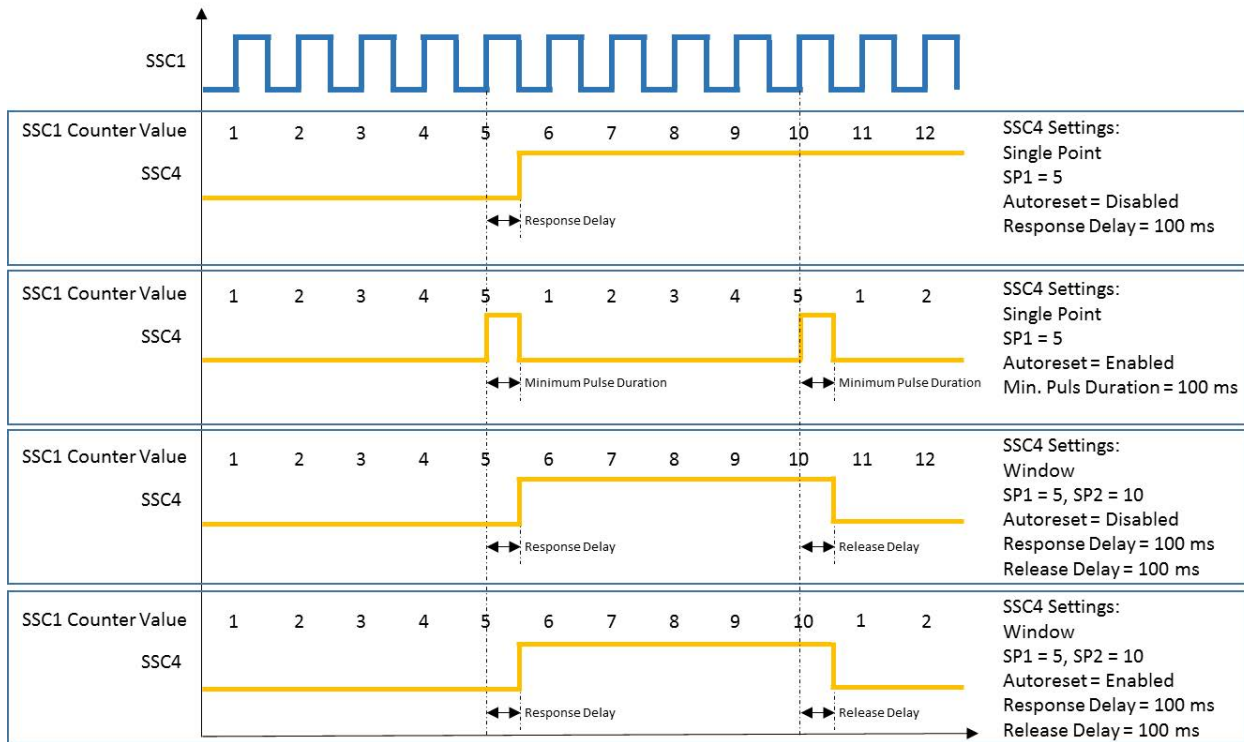 SSC1
SSC1 Counter Value 1 2 3 4 5 6 7 8 9 10 11 12
SSC4
Response Delay
SSC4 Settings:
Single Point
SP1 = 5
Autoreset = Disabled
Response Delay = 100 ms
SSC1 Counter Value 1 2 3 4 5 1 2 3 4 5 1 2
SSC4
Minimum Pulse Duration Minimum Pulse Duration
SSC4 Settings:
Single Point
SP1 = 5
Autoreset = Enabled
Min. Puls Duration = 100 ms
SSC1 Counter Value 1 2 3 4 5 6 7 8 9 10 11 12
SSC4
Response Delay Release Delay
SSC4 Settings:
Window
SP1 = 5, SP2 = 10
Autoreset = Disabled
Response Delay = 100 ms
Release Delay = 100 ms
SSC1 Counter Value 1 2 3 4 5 6 7 8 9 10 1 2
SSC4
Response Delay Release Delay
SSC4 Settings:
Window
SP1 = 5, SP2 = 10
Autoreset = Enabled
Response Delay = 100 ms
Release Delay = 100 ms